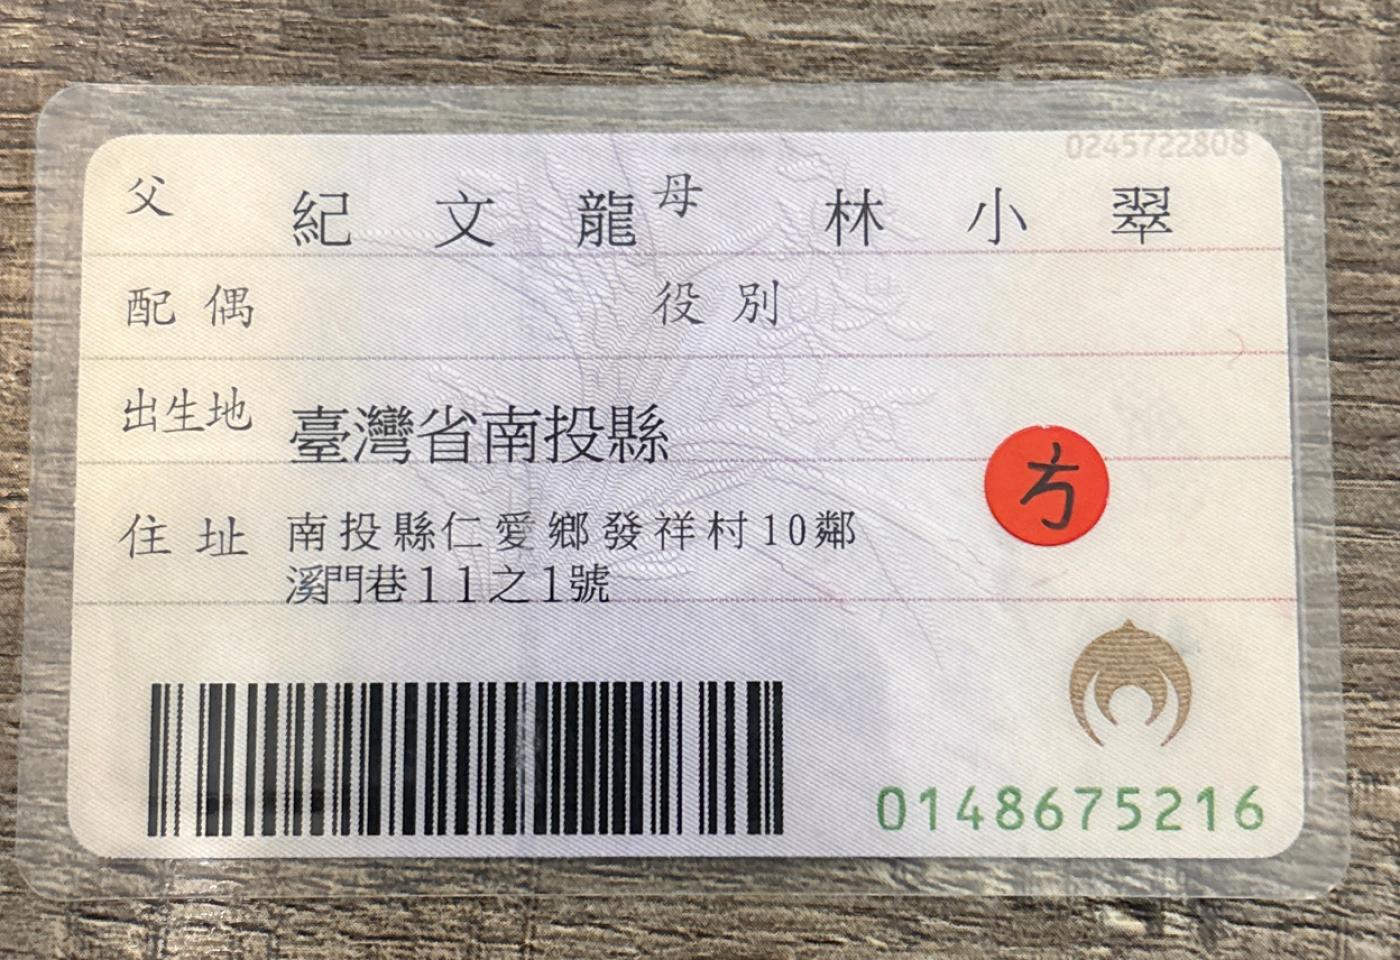 0245722808
父 紀文龍 母 林小翠
配偶 役別
出生地 臺灣省南投縣
住址 南投縣仁愛鄉發祥村10鄰
溪門巷11之1號
ㄘ
0148675216